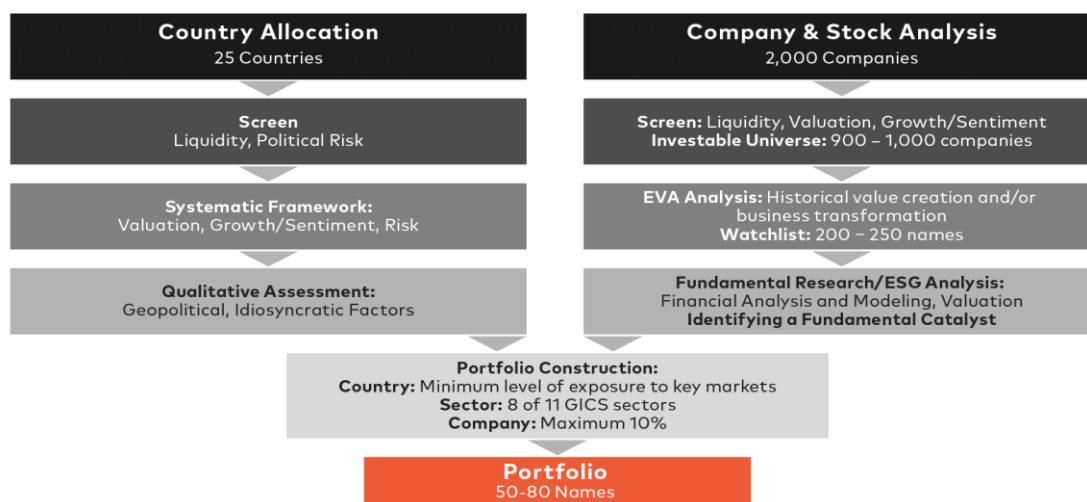 Country Allocation
25 Countries
Screen
Liquidity, Political Risk
Systematic Framework:
Valuation, Growth/Sentiment, Risk
Qualitative Assessment:
Geopolitical, Idiosyncratic Factors
Company & Stock Analysis
2,000 Companies
Screen: Liquidity, Valuation, Growth/Sentiment
Investable Universe: 900 – 1,000 companies
EVA Analysis: Historical value creation and/or
business transformation
Watchlist: 200 – 250 names
Fundamental Research/ESG Analysis:
Financial Analysis and Modeling, Valuation
Identifying a Fundamental Catalyst
Portfolio Construction:
Country: Minimum level of exposure to key markets
Sector: 8 of 11 GICS sectors
Company: Maximum 10%
Portfolio
50-80 Names